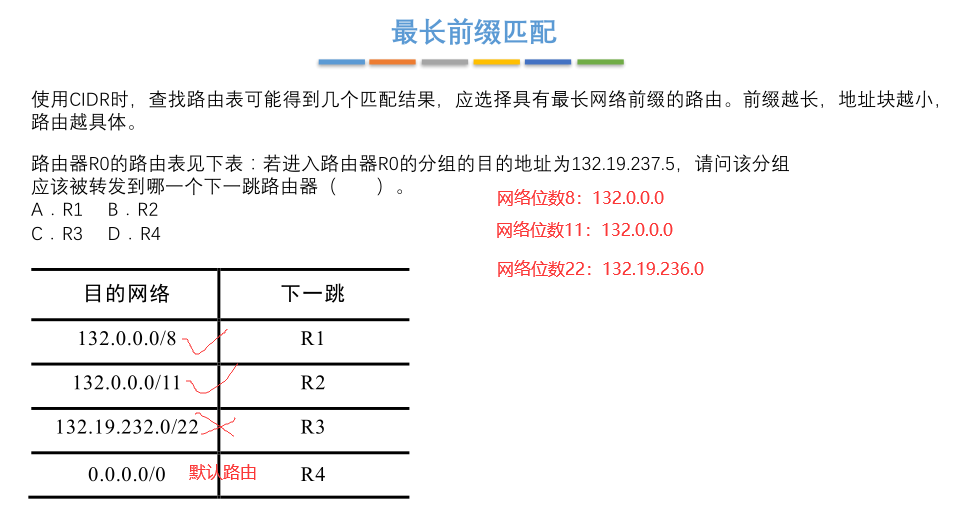 最长前缀匹配
使用CIDR时，查找路由表可能得到几个匹配结果，应选择具有最长网络前缀的路由。前缀越长，地址块越小，
路由越具体。
路由器R0的路由表见下表：若进入路由器R0的分组的目的地址为132.19.237.5，请问该分组
应该被转发到哪一个下一跳路由器（　　）。
A．R1　B．R2
C．R3　D．R4
网络位数8：132.0.0.0
网络位数11：132.0.0.0
网络位数22：132.19.236.0
目的网络　下一跳
132.0.0.0/8　R1
132.0.0.0/11　R2
132.19.232.0/22　R3
0.0.0.0/0　默认路由　R4